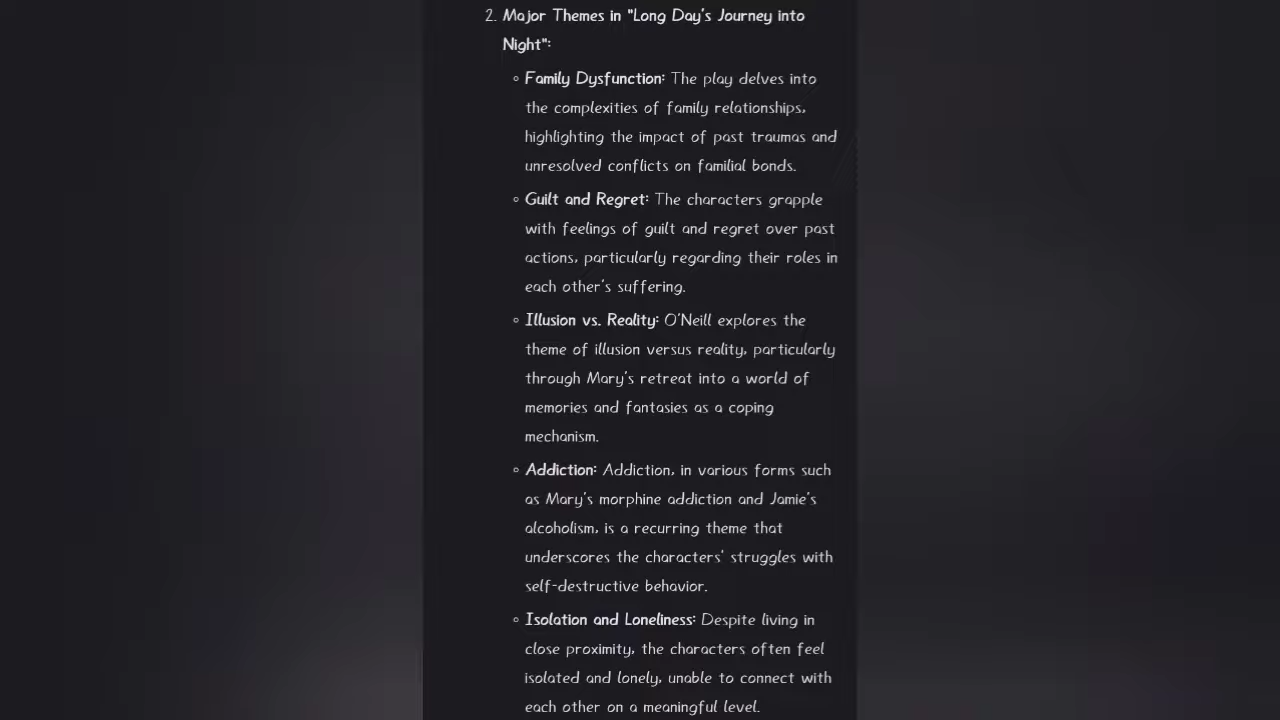 2. Major Themes in "Long Day's Journey into
Night":
◦ Family Dysfunction: The play delves into
the complexities of family relationships,
highlighting the impact of past traumas and
unresolved conflicts on familial bonds.
◦ Guilt and Regret: The characters grapple
with feelings of guilt and regret over past
actions, particularly regarding their roles in
each other's suffering.
◦ Illusion vs. Reality: O'Neill explores the
theme of illusion versus reality, particularly
through Mary's retreat into a world of
memories and fantasies as a coping
mechanism.
◦ Addiction: Addiction, in various forms such
as Mary's morphine addiction and Jamie's
alcoholism, is a recurring theme that
underscores the characters' struggles with
self-destructive behavior.
◦ Isolation and Loneliness: Despite living in
close proximity, the characters often feel
isolated and lonely, unable to connect with
each other on a meaningful level.